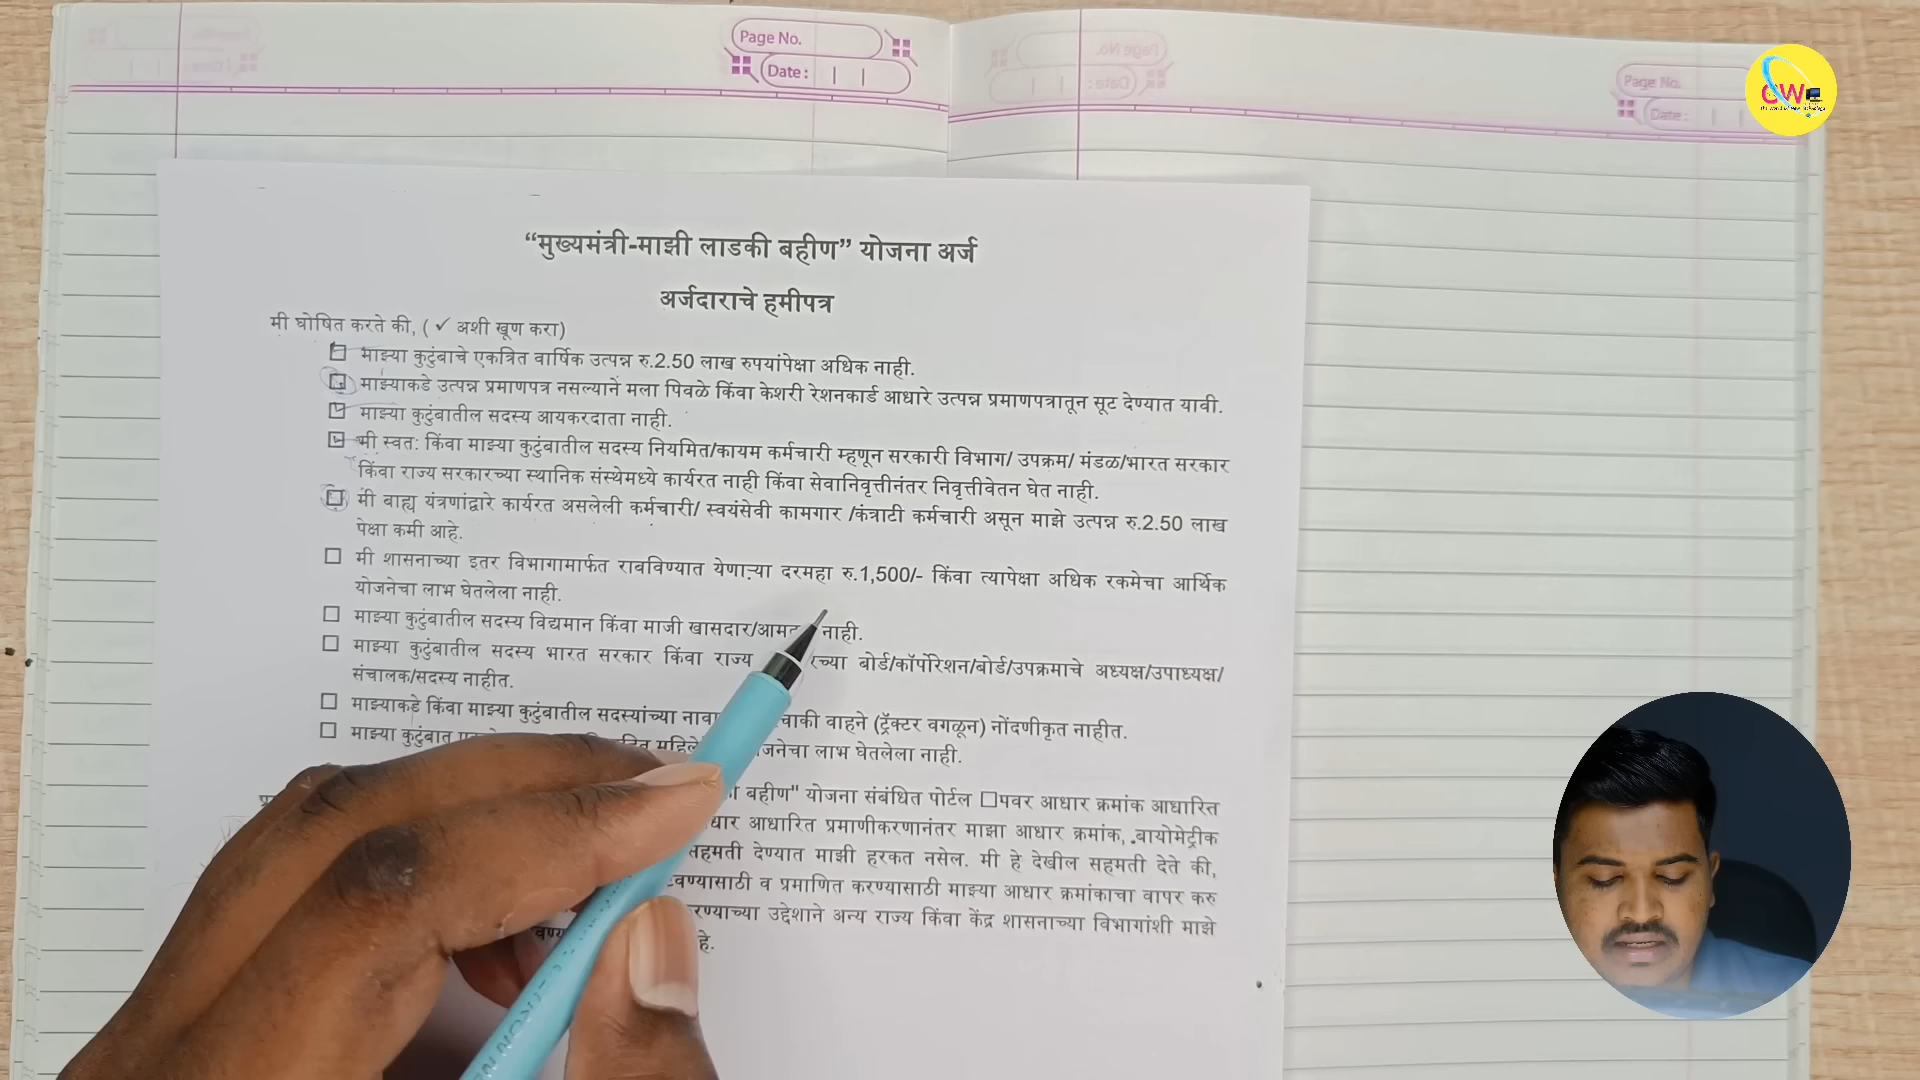 Page No.
Date :
Page No.
Date :
CW
“मुख्यमंत्री-माझी लाडकी बहीण” योजना अर्ज
अर्जदाराचे हमीपत्र
मी घोषित करते की, ( ✓ अशी खूण करा)
☐ माझ्या कुटुंबाचे एकत्रित वार्षिक उत्पन्न रु.2.50 लाख रुपयांपेक्षा अधिक नाही.
☐ माझ्याकडे उत्पन्न प्रमाणपत्र नसल्याने मला पिवळे किंवा केशरी रेशनकार्ड आधारे उत्पन्न प्रमाणपत्रातून सूट देण्यात यावी.
☐ माझ्या कुटुंबातील सदस्य आयकरदाता नाही.
☐ मी स्वत: किंवा माझ्या कुटुंबातील सदस्य नियमित/कायम कर्मचारी म्हणून सरकारी विभाग/ उपक्रम/ मंडळ/भारत सरकार
किंवा राज्य सरकारच्या स्थानिक संस्थेमध्ये कार्यरत नाही किंवा सेवानिवृत्तीनंतर निवृत्तीवेतन घेत नाही.
☐ मी बाह्य यंत्रणांद्वारे कार्यरत असलेली कर्मचारी/ स्वयंसेवी कामगार /कंत्राटी कर्मचारी असून माझे उत्पन्न रु.2.50 लाख
पेक्षा कमी आहे.
☐ मी शासनाच्या इतर विभागामार्फत राबविण्यात येणाऱ्या दरमहा रु.1,500/- किंवा त्यापेक्षा अधिक रकमेचा आर्थिक
योजनेचा लाभ घेतलेला नाही.
☐ माझ्या कुटुंबातील सदस्य विद्यमान किंवा माजी खासदार/आमदार नाही.
☐ माझ्या कुटुंबातील सदस्य भारत सरकार किंवा राज्य बोर्ड/कॉर्पोरेशन/बोर्ड/उपक्रमाचे अध्यक्ष/उपाध्यक्ष/
संचालक/सदस्य नाहीत.
☐ माझ्याकडे किंवा माझ्या कुटुंबातील सदस्यांच्या वाहने (ट्रॅक्टर वगळून) नोंदणीकृत नाहीत.
☐ माझ्या कुटुंबात लाभ घेतलेला नाही.
बहीण" योजना संबंधित पोर्टल ☐पवर आधार क्रमांक आधारित
आधारित प्रमाणीकरणानंतर माझा आधार क्रमांक, बायोमेट्रीक
सहमती देण्यात माझी हरकत नसेल. मी हे देखील सहमती देते की,
व प्रमाणित करण्यासाठी माझ्या आधार क्रमांकाचा वापर करु
उद्देशाने अन्य राज्य किंवा केंद्र शासनाच्या विभागांशी माझे